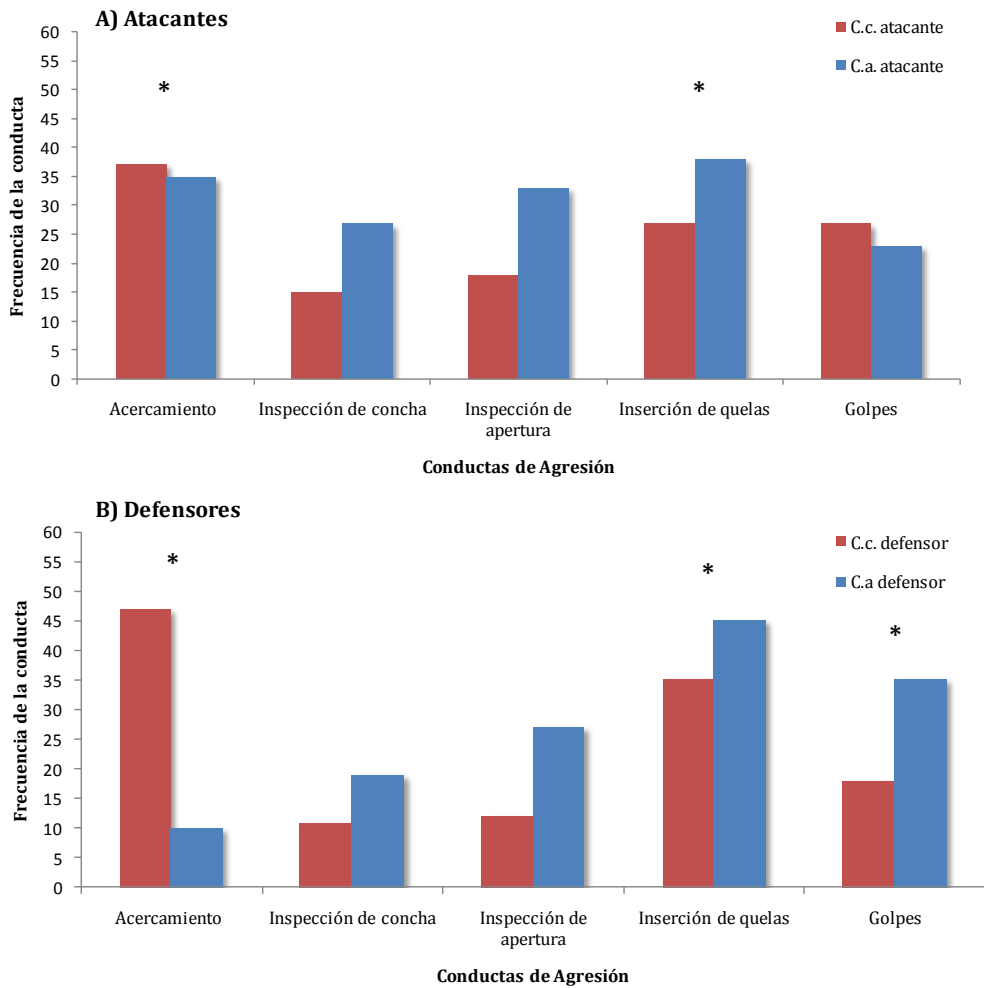 A) Atacantes
C.c. atacante
C.a. atacante
60
55
50
45
40
35
30
25
20
15
10
5
0
Frecuencia de la conducta
*
*
Acercamiento
Inspección de concha
Inspección de
apertura
Inserción de quelas
Golpes
Conductas de Agresión
B) Defensores
C.c. defensor
C.a defensor
60
55
50
45
40
35
30
25
20
15
10
5
0
Frecuencia de la conducta
*
*
*
Acercamiento
Inspección de concha
Inspección de
apertura
Inserción de quelas
Golpes
Conductas de Agresión